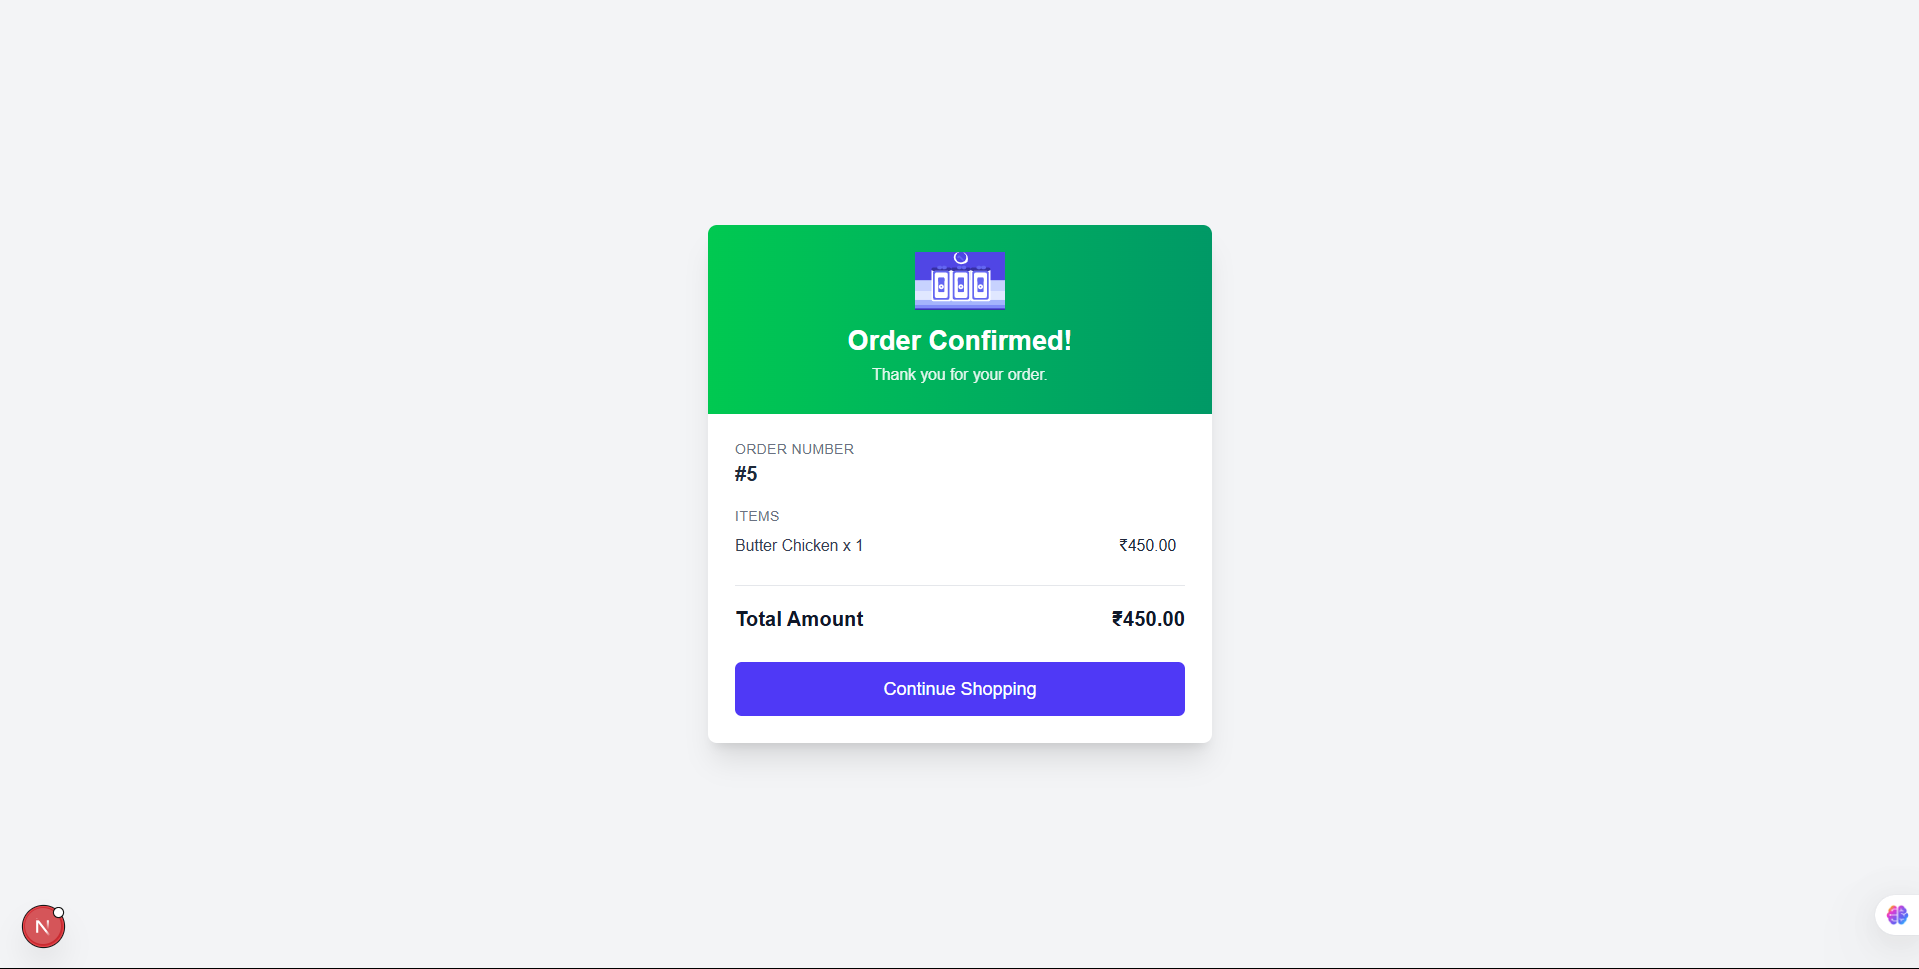 Order Confirmed!
Thank you for your order.
ORDER NUMBER
#5
ITEMS
Butter Chicken x 1 ₹450.00
Total Amount ₹450.00
Continue Shopping
N